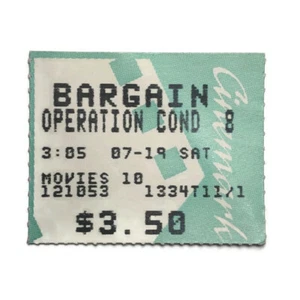 BARGAIN
OPERATION COND 8
3:05 07-19 SAT
MOVIES 10
121053 1334T11/1
$3.50
Cinemark